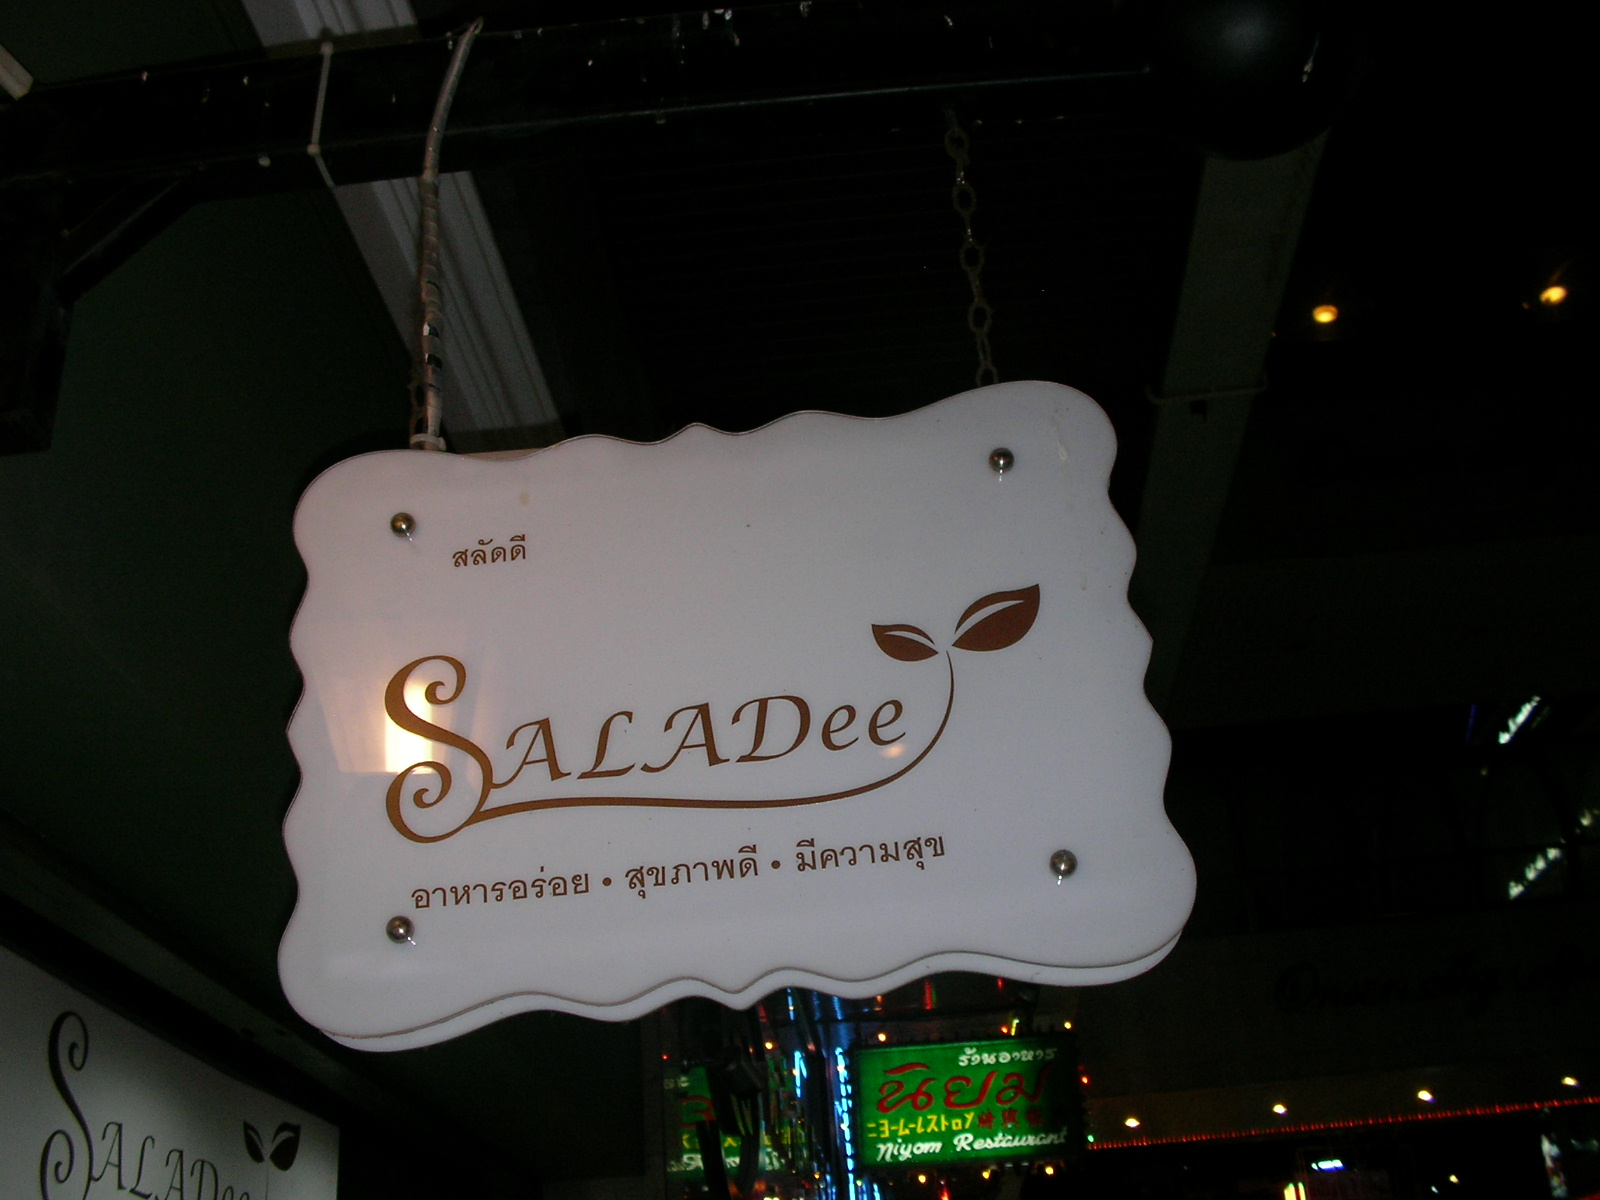 สลัดดี
SALADee
อาหารอร่อย • สุขภาพดี • มีความสุข
SALADee
ร้านอาหาร
นิยม
Niyom Restaurant